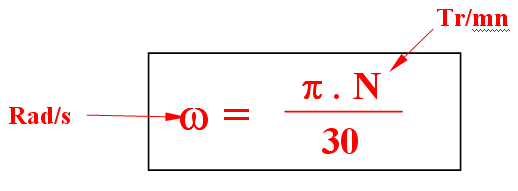 Tr/mn
Rad/s
ω = π . N / 30